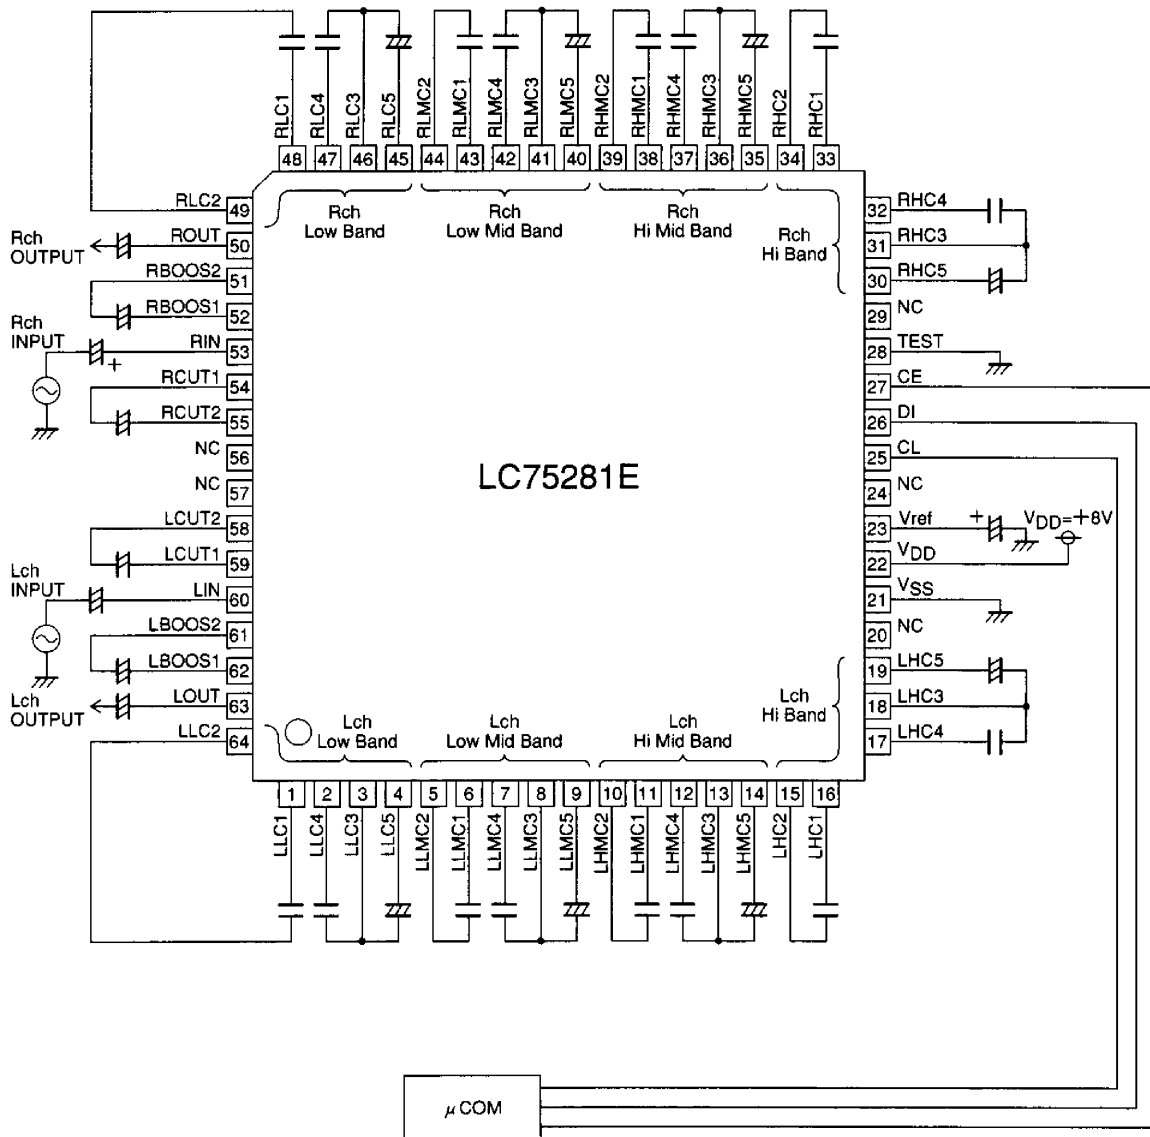 RLC1
RLC4
RLC3
RLC5
RLMC2
RLMC1
RLMC4
RLMC3
RLMC5
RHMC2
RHMC1
RHMC4
RHMC3
RHMC5
RHC2
RHC1
48 47 46 45 44 43 42 41 40 39 38 37 36 35 34 33
Rch
Low Band
Rch
Low Mid Band
Rch
Hi Mid Band
Rch
Hi Band
RLC2 49
Rch
OUTPUT
ROUT 50
RBOOS2 51
RBOOS1 52
Rch
INPUT
+
RIN 53
RCUT1 54
RCUT2 55
NC 56
NC 57
LCUT2 58
LCUT1 59
Lch
INPUT
LIN 60
LBOOS2 61
LBOOS1 62
Lch
OUTPUT
LOUT 63
LLC2 64
LC75281E
32 RHC4
31 RHC3
30 RHC5
29 NC
28 TEST
27 CE
26 DI
25 CL
24 NC
23 Vref +
VDD=+8V
22 VDD
21 VSS
20 NC
19 LHC5
18 LHC3
17 LHC4
Lch
Low Band
Lch
Low Mid Band
Lch
Hi Mid Band
Lch
Hi Band
1 2 3 4 5 6 7 8 9 10 11 12 13 14 15 16
LLC1
LLC4
LLC3
LLC5
LLMC2
LLMC1
LLMC4
LLMC3
LLMC5
LHMC2
LHMC1
LHMC4
LHMC3
LHMC5
LHC2
LHC1
μCOM